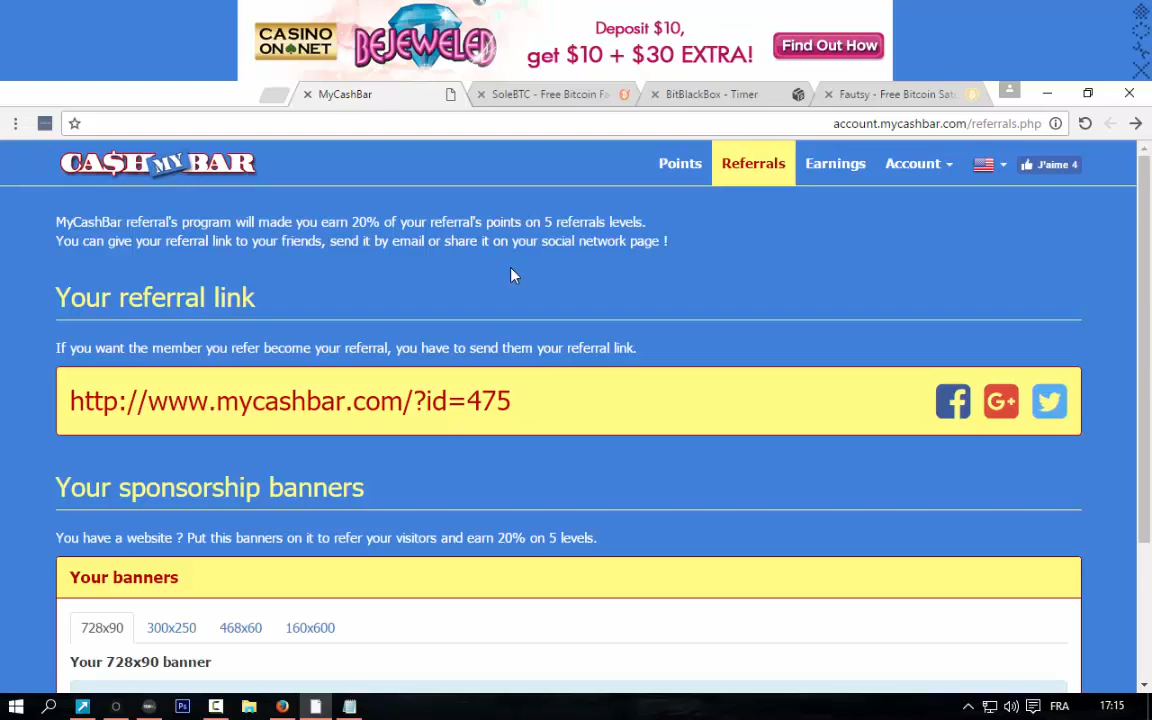 CASINO
ON•NET
BEJEWELED
Deposit $10,
get $10 + $30 EXTRA!
Find Out How
MyCashBar
SoleBTC - Free Bitcoin Fa
BitBlackBox - Timer
Fautsy - Free Bitcoin Sato
account.mycashbar.com/referrals.php
CA$H MY BAR
Points
Referrals
Earnings
Account
J'aime 4
MyCashBar referral's program will made you earn 20% of your referral's points on 5 referrals levels.
You can give your referral link to your friends, send it by email or share it on your social network page !
Your referral link
If you want the member you refer become your referral, you have to send them your referral link.
http://www.mycashbar.com/?id=475
Your sponsorship banners
You have a website ? Put this banners on it to refer your visitors and earn 20% on 5 levels.
Your banners
728x90
300x250
468x60
160x600
Your 728x90 banner
FRA
17:15